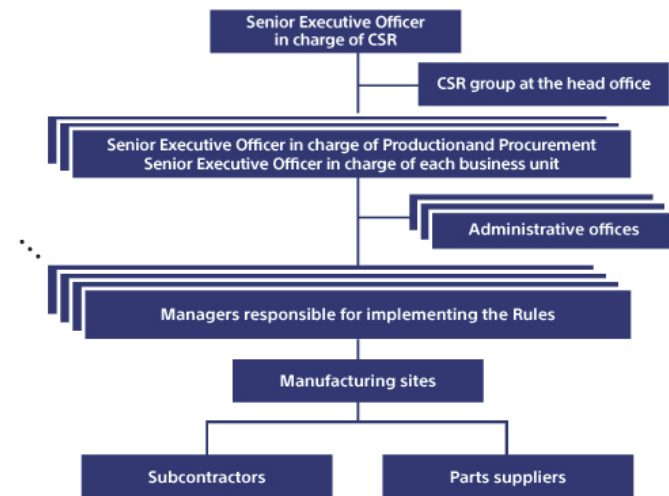 Senior Executive Officer
in charge of CSR
CSR group at the head office
Senior Executive Officer in charge of Productionand Procurement
Senior Executive Officer in charge of each business unit
Administrative offices
Managers responsible for implementing the Rules
Manufacturing sites
Subcontractors
Parts suppliers